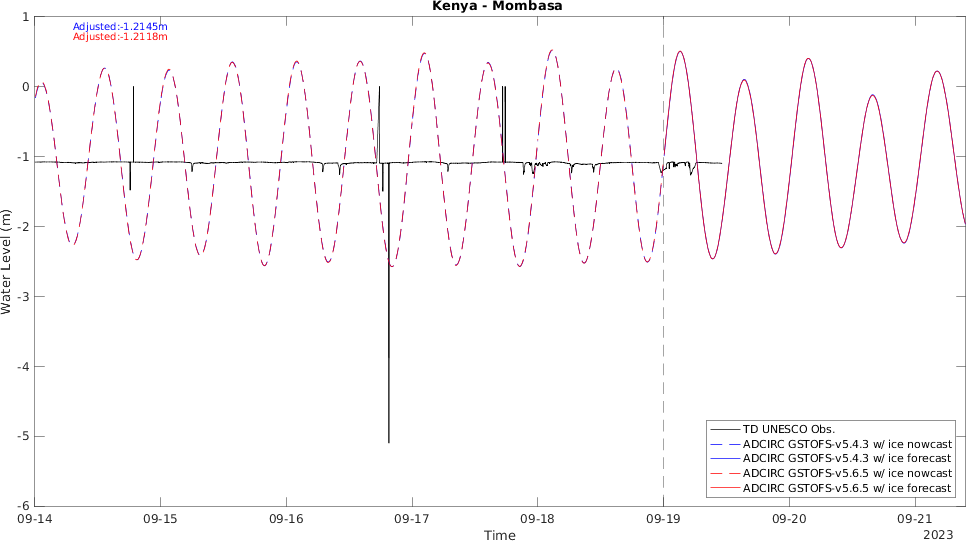 Kenya - Mombasa
Adjusted:-1.2145m
Adjusted:-1.2118m
1
0
-1
-2
-3
-4
-5
-6
Water Level (m)
TD UNESCO Obs.
ADCIRC GSTOFS-v5.4.3 w/ ice nowcast
ADCIRC GSTOFS-v5.4.3 w/ ice forecast
ADCIRC GSTOFS-v5.6.5 w/ ice nowcast
ADCIRC GSTOFS-v5.6.5 w/ ice forecast
09-14 09-15 09-16 09-17 09-18 09-19 09-20 09-21
Time
2023